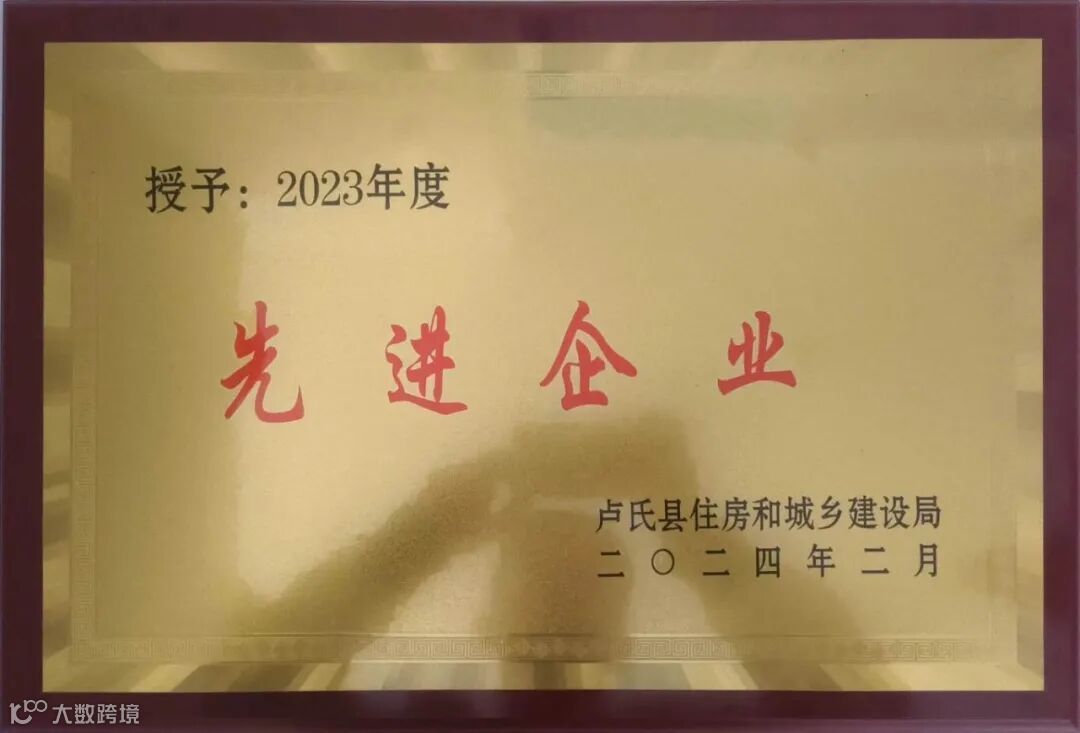 授予：2023年度
先进企业
卢氏县住房和城乡建设局
二〇二四年二月
大数跨境